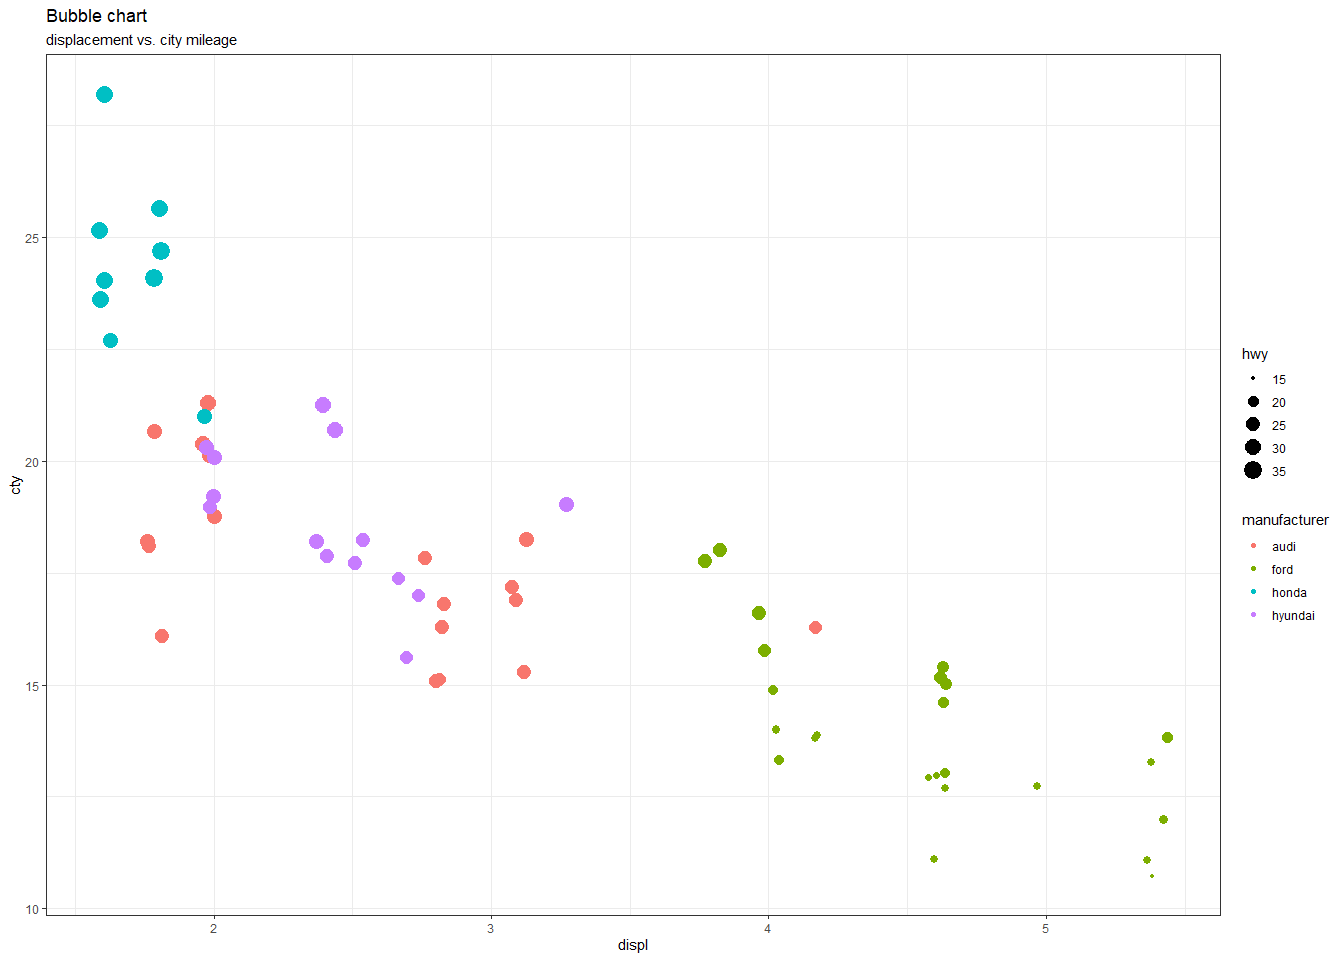 Bubble chart
displacement vs. city mileage
cty
25
20
15
10
2
3
4
5
displ
hwy
15
20
25
30
35
manufacturer
audi
ford
honda
hyundai